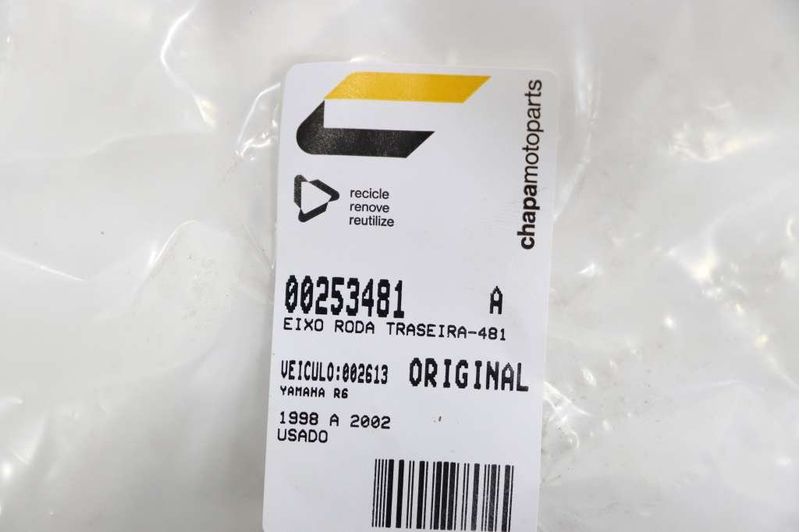 chapamotoparts
recicle
renove
reutilize
00253481 A
EIXO RODA TRASEIRA-481
VEICULO:002613 ORIGINAL
YAMAHA R6
1998 A 2002
USADO